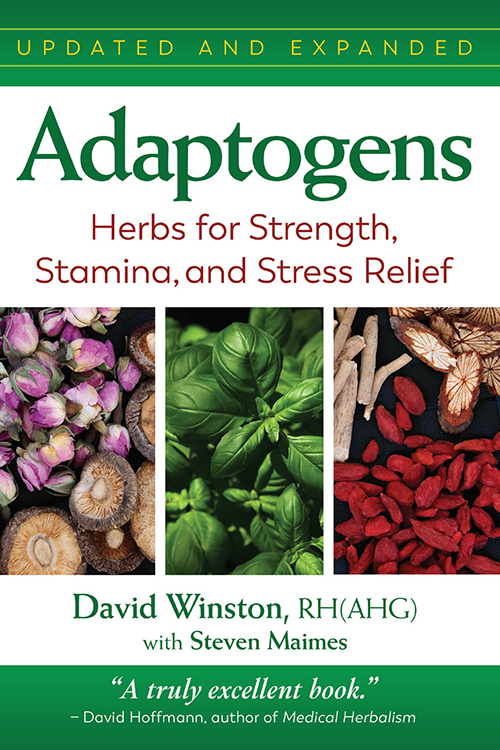 UPDATED AND EXPANDED
Adaptogens
Herbs for Strength,
Stamina, and Stress Relief
David Winston, RH(AHG)
with Steven Maimes
“A truly excellent book.”
– David Hoffmann, author of Medical Herbalism